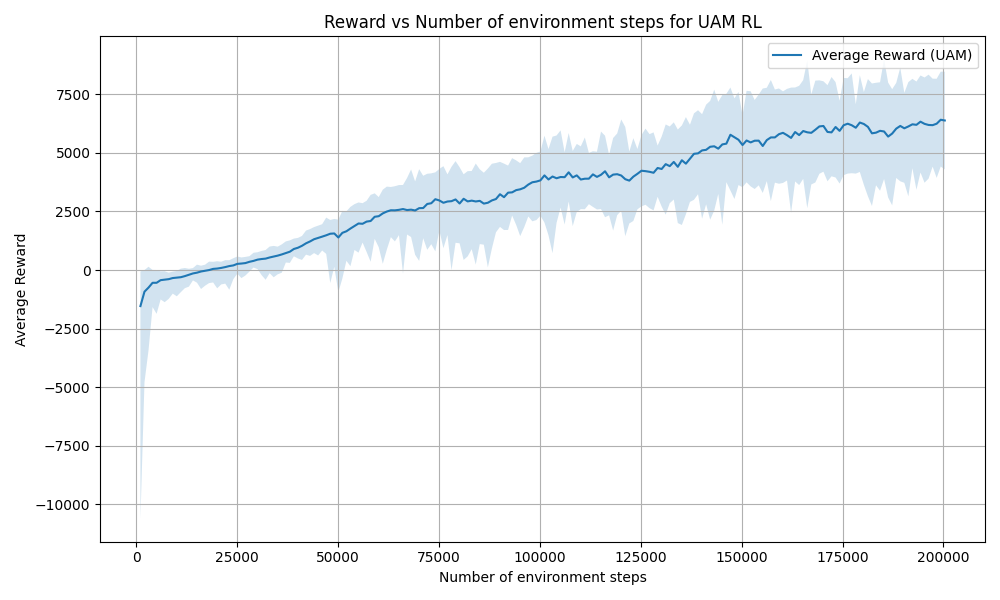 Reward vs Number of environment steps for UAM RL
Average Reward (UAM)
Average Reward
7500
5000
2500
0
−2500
−5000
−7500
−10000
0 25000 50000 75000 100000 125000 150000 175000 200000
Number of environment steps